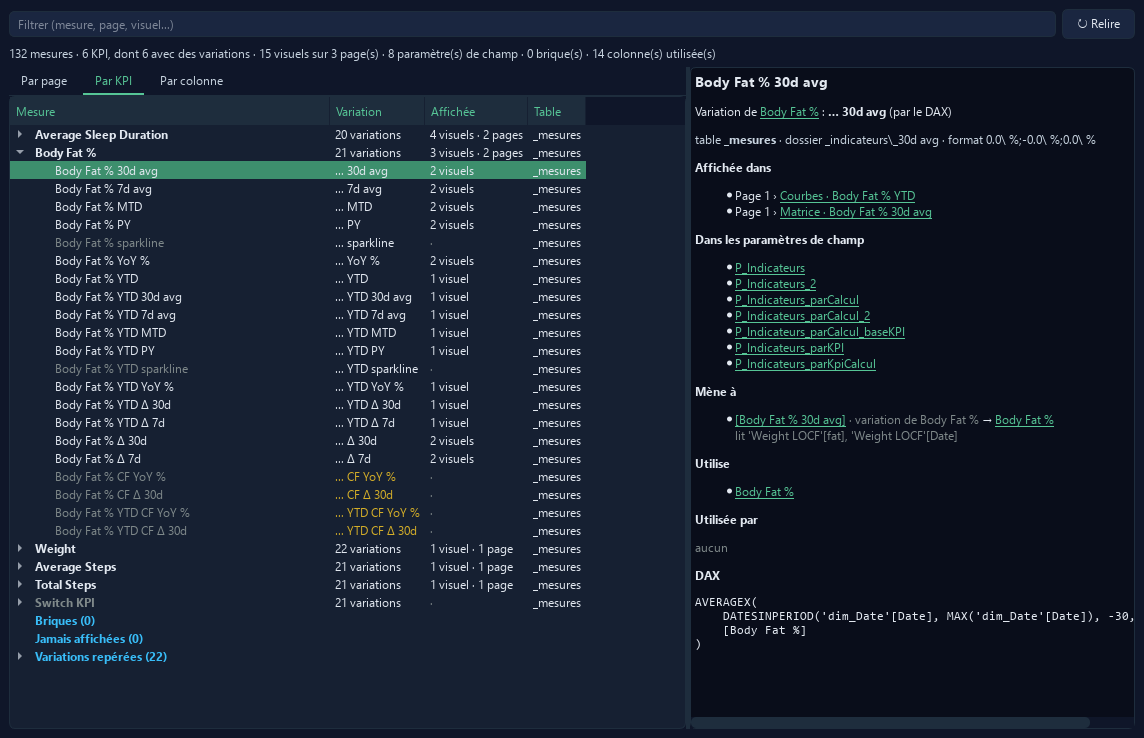 Filtrer (mesure, page, visuel...)
↻ Relire
132 mesures · 6 KPI, dont 6 avec des variations · 15 visuels sur 3 page(s) · 8 paramètre(s) de champ · 0 brique(s) · 14 colonne(s) utilisée(s)
Par page Par KPI Par colonne
Mesure Variation Affichée Table
Average Sleep Duration 20 variations 4 visuels · 2 pages _mesures
Body Fat % 21 variations 3 visuels · 2 pages _mesures
Body Fat % 30d avg ... 30d avg 2 visuels _mesures
Body Fat % 7d avg ... 7d avg 2 visuels _mesures
Body Fat % MTD ... MTD 2 visuels _mesures
Body Fat % PY ... PY 2 visuels _mesures
Body Fat % sparkline ... sparkline · _mesures
Body Fat % YoY % ... YoY % 2 visuels _mesures
Body Fat % YTD ... YTD 1 visuel _mesures
Body Fat % YTD 30d avg ... YTD 30d avg 1 visuel _mesures
Body Fat % YTD 7d avg ... YTD 7d avg 1 visuel _mesures
Body Fat % YTD MTD ... YTD MTD 1 visuel _mesures
Body Fat % YTD PY ... YTD PY 1 visuel _mesures
Body Fat % YTD sparkline ... YTD sparkline · _mesures
Body Fat % YTD YoY % ... YTD YoY % 1 visuel _mesures
Body Fat % YTD Δ 30d ... YTD Δ 30d 1 visuel _mesures
Body Fat % YTD Δ 7d ... YTD Δ 7d 1 visuel _mesures
Body Fat % Δ 30d ... Δ 30d 2 visuels _mesures
Body Fat % Δ 7d ... Δ 7d 2 visuels _mesures
Body Fat % CF YoY % ... CF YoY % · _mesures
Body Fat % CF Δ 30d ... CF Δ 30d · _mesures
Body Fat % YTD CF YoY % ... YTD CF YoY % · _mesures
Body Fat % YTD CF Δ 30d ... YTD CF Δ 30d · _mesures
Weight 22 variations 1 visuel · 1 page _mesures
Average Steps 21 variations 1 visuel · 1 page _mesures
Total Steps 21 variations 1 visuel · 1 page _mesures
Switch KPI 21 variations · _mesures
Briques (0)
Jamais affichées (0)
Variations repérées (22)
Body Fat % 30d avg
Variation de Body Fat % : ... 30d avg (par le DAX)
table _mesures · dossier _indicateurs\_30d avg · format 0.0\ %;-0.0\ %;0.0\ %
Affichée dans
• Page 1 › Courbes · Body Fat % YTD
• Page 1 › Matrice · Body Fat % 30d avg
Dans les paramètres de champ
• P_Indicateurs
• P_Indicateurs_2
• P_Indicateurs_parCalcul
• P_Indicateurs_parCalcul_2
• P_Indicateurs_parCalcul_baseKPI
• P_Indicateurs_parKPI
• P_Indicateurs_parKpiCalcul
Mène à
• [Body Fat % 30d avg] · variation de Body Fat % → Body Fat %
lit 'Weight LOCF'[fat], 'Weight LOCF'[Date]
Utilise
• Body Fat %
Utilisée par
aucun
DAX
AVERAGEX(
DATESINPERIOD('dim_Date'[Date], MAX('dim_Date'[Date]), -30,
[Body Fat %]
)